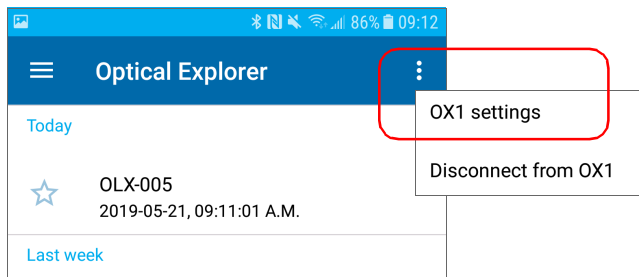 86% 09:12
Optical Explorer
OX1 settings
Today
Disconnect from OX1
OLX-005
2019-05-21, 09:11:01 A.M.
Last week